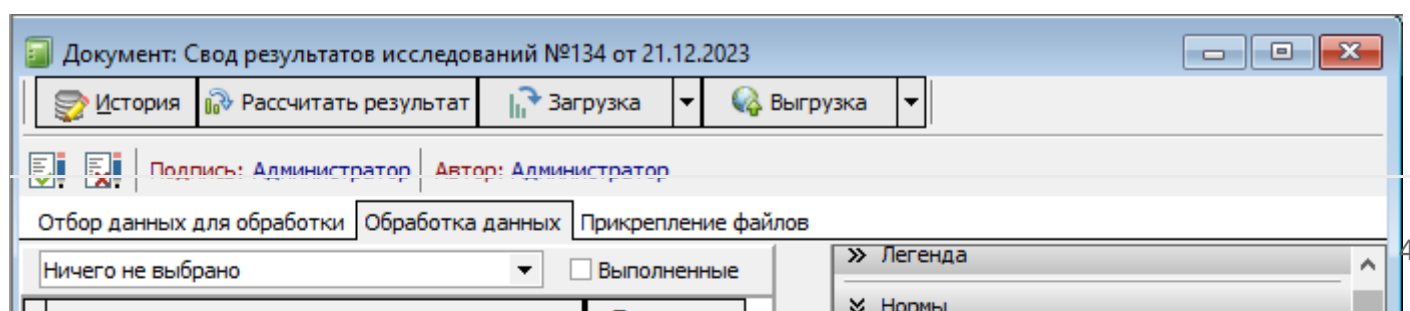 Документ: Свод результатов исследований №134 от 21.12.2023
История Рассчитать результат Загрузка Выгрузка
Подпись: Администратор Автор: Администратор
Отбор данных для обработки Обработка данных Прикрепление файлов
Ничего не выбрано Выполненные Легенда
Нормы